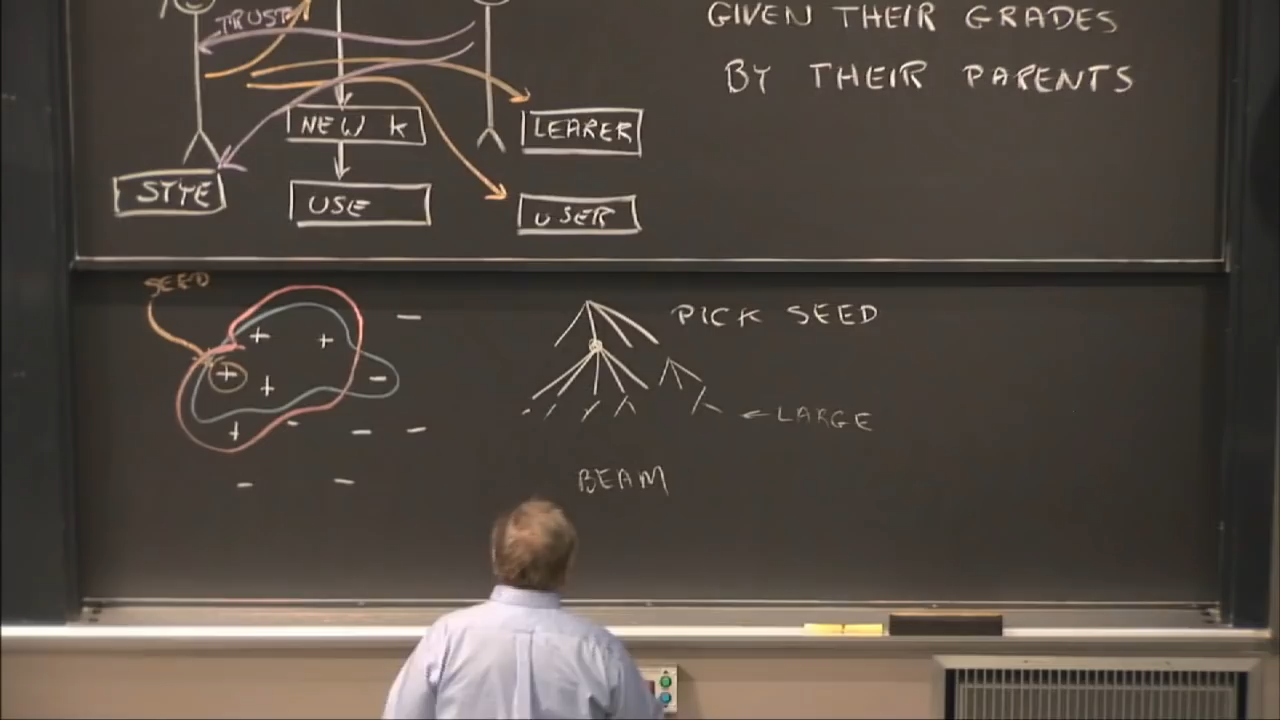 TRUST
GIVEN THEIR GRADES
BY THEIR PARENTS
NEW K
LEARER
STYE
USE
USER
SEED
PICK SEED
← LARGE
BEAM